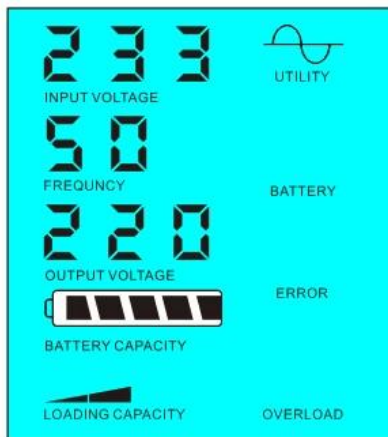 233
UTILITY
INPUT VOLTAGE
50
FREQUNCY
BATTERY
220
OUTPUT VOLTAGE
ERROR
BATTERY CAPACITY
LOADING CAPACITY
OVERLOAD